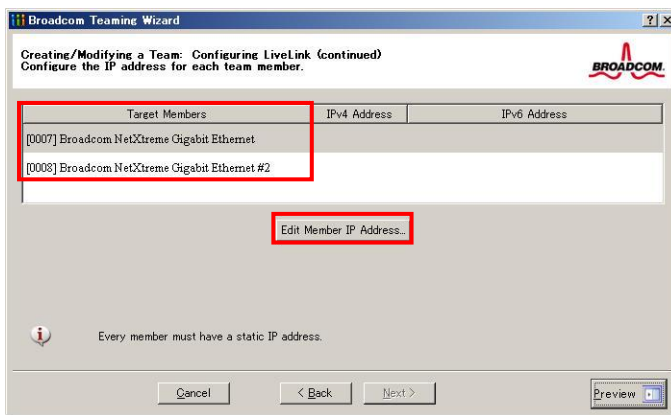 Broadcom Teaming Wizard
Creating/Modifying a Team: Configuring LiveLink (continued)
Configure the IP address for each team member.
BROADCOM.
Target Members IPv4 Address IPv6 Address
[0007] Broadcom NetXtreme Gigabit Ethernet
[0008] Broadcom NetXtreme Gigabit Ethernet #2
Edit Member IP Address...
Every member must have a static IP address.
Cancel < Back Next > Preview